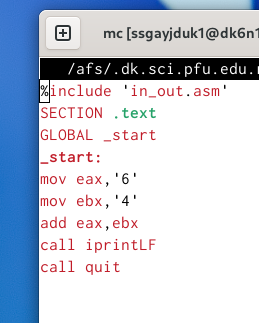 mc [ssgayjduk1@dk6n1
/afs/.dk.sci.pfu.edu.r
%include 'in_out.asm'
SECTION .text
GLOBAL _start
_start:
mov eax,'6'
mov ebx,'4'
add eax,ebx
call iprintLF
call quit